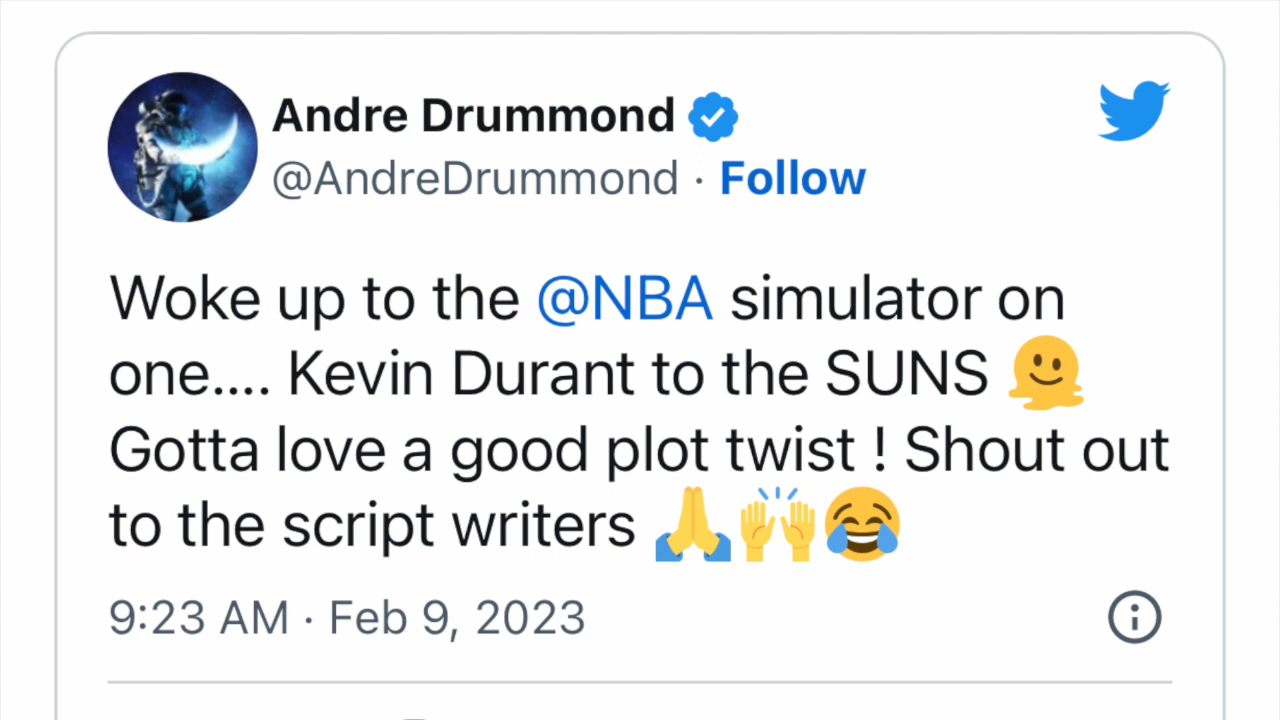 Andre Drummond
@AndreDrummond · Follow
Woke up to the @NBA simulator on
one.... Kevin Durant to the SUNS 🫠
Gotta love a good plot twist ! Shout out
to the script writers 🙏🙌😂
9:23 AM · Feb 9, 2023